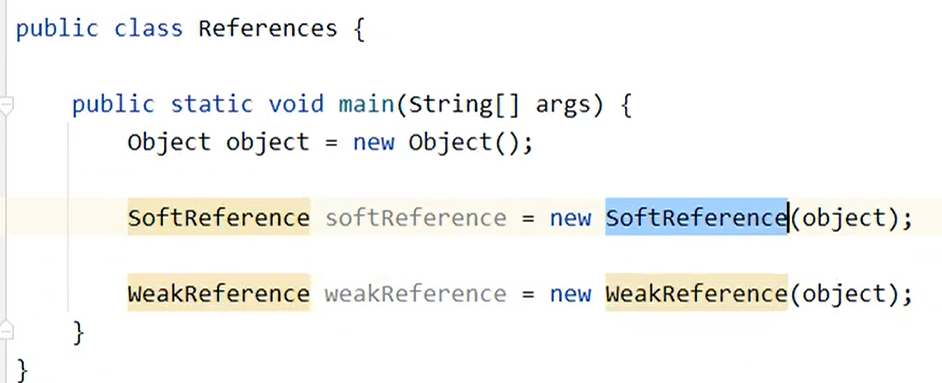 public class References {
public static void main(String[] args) {
Object object = new Object();
SoftReference softReference = new SoftReference(object);
WeakReference weakReference = new WeakReference(object);
}
}